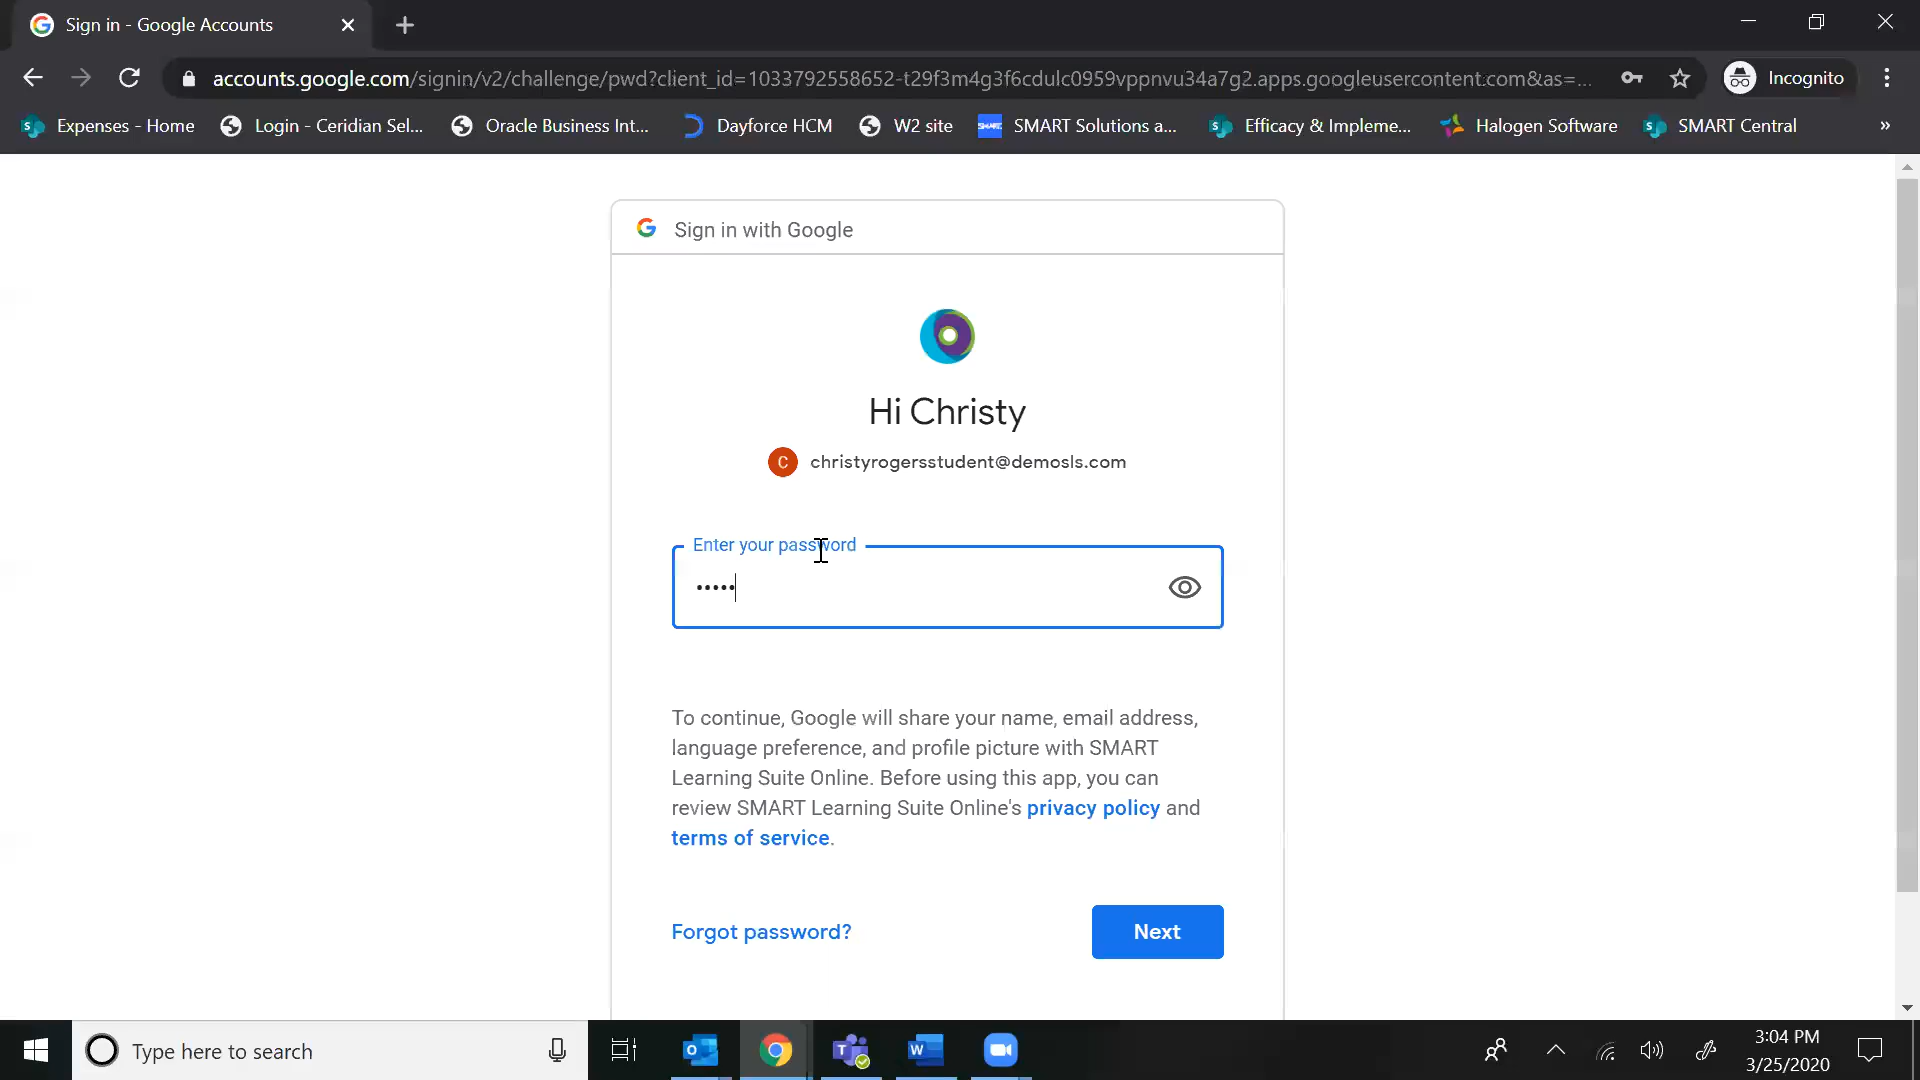 Sign in - Google Accounts
accounts.google.com/signin/v2/challenge/pwd?client_id=1033792558652-t29f3m4g3f6cdulc0959vppnvu34a7g2.apps.googleusercontent.com&as=...
Incognito
Expenses - Home
Login - Ceridian Sel...
Oracle Business Int...
Dayforce HCM
W2 site
SMART Solutions a...
Efficacy & Impleme...
Halogen Software
SMART Central
»
Sign in with Google
Hi Christy
C christyrogersstudent@demosls.com
Enter your password
•••••
To continue, Google will share your name, email address,
language preference, and profile picture with SMART
Learning Suite Online. Before using this app, you can
review SMART Learning Suite Online's privacy policy and
terms of service.
Forgot password?
Next
Type here to search
3:04 PM
3/25/2020